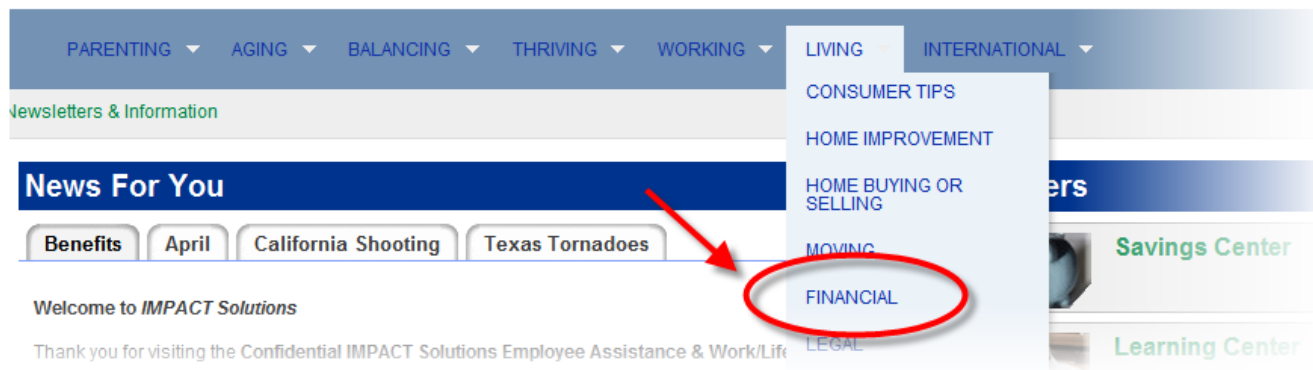 PARENTING AGING BALANCING THRIVING WORKING LIVING INTERNATIONAL
Newsletters & Information
CONSUMER TIPS
HOME IMPROVEMENT
HOME BUYING OR
SELLING
MOVING
FINANCIAL
LEGAL
News For You
Benefits April California Shooting Texas Tornadoes
Welcome to IMPACT Solutions
Thank you for visiting the Confidential IMPACT Solutions Employee Assistance & Work/Life
Savings Center
Learning Center